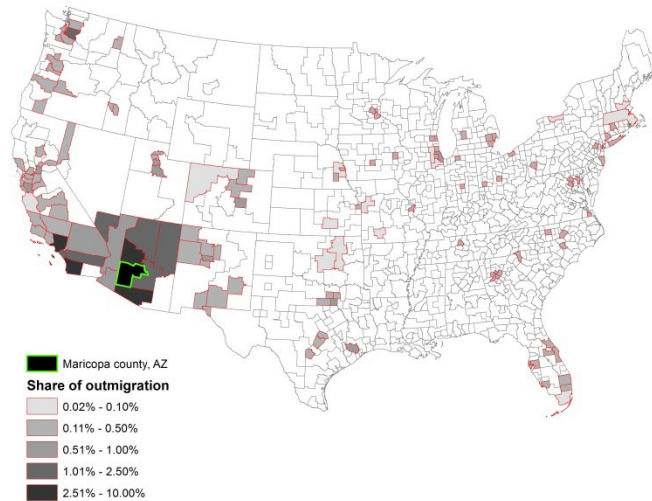 Maricopa county, AZ
Share of outmigration
0.02% - 0.10%
0.11% - 0.50%
0.51% - 1.00%
1.01% - 2.50%
2.51% - 10.00%